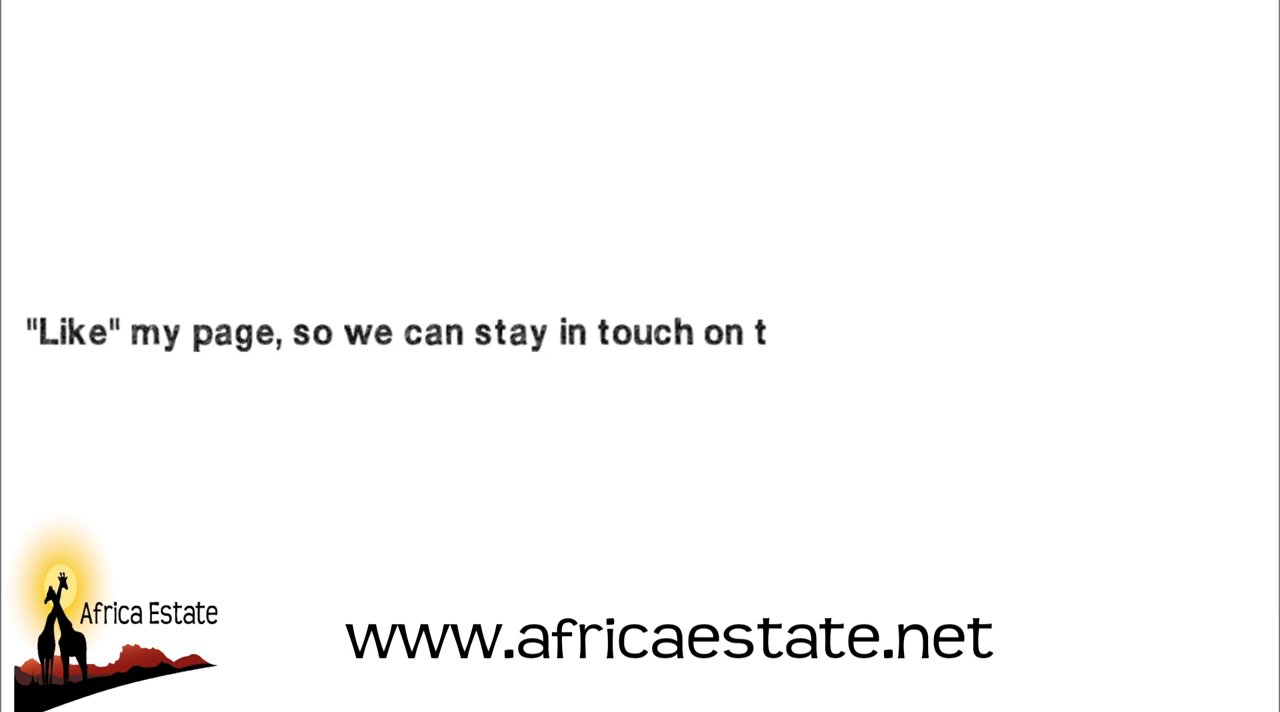 "Like" my page, so we can stay in touch on t
Africa Estate
www.africaestate.net